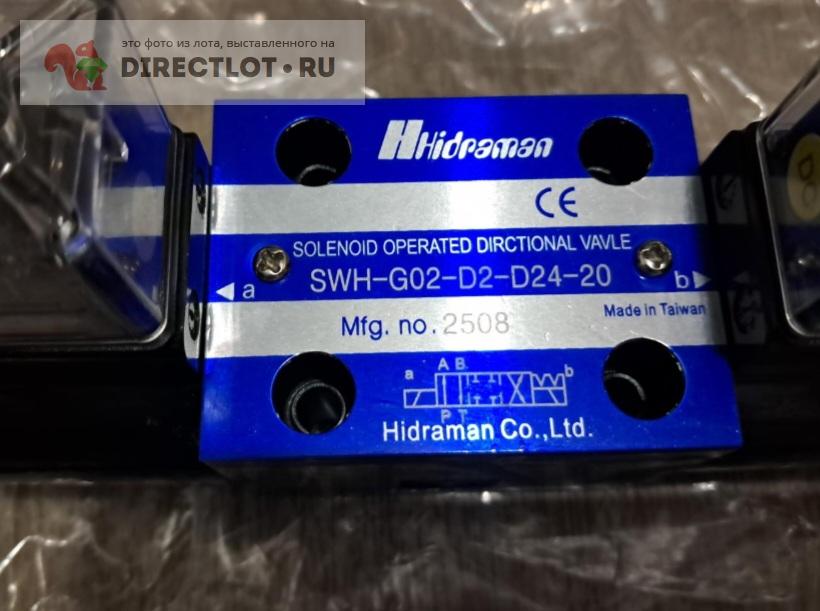 это фото из лота, выставленного на
DIRECTLOT.RU
Hidraman
CE
SOLENOID OPERATED DIRCTIONAL VAVLE
SWH-G02-D2-D24-20
a
b
Made in Taiwan
Mfg. no. 2508
A B
a
b
P T
Hidraman Co.,Ltd.